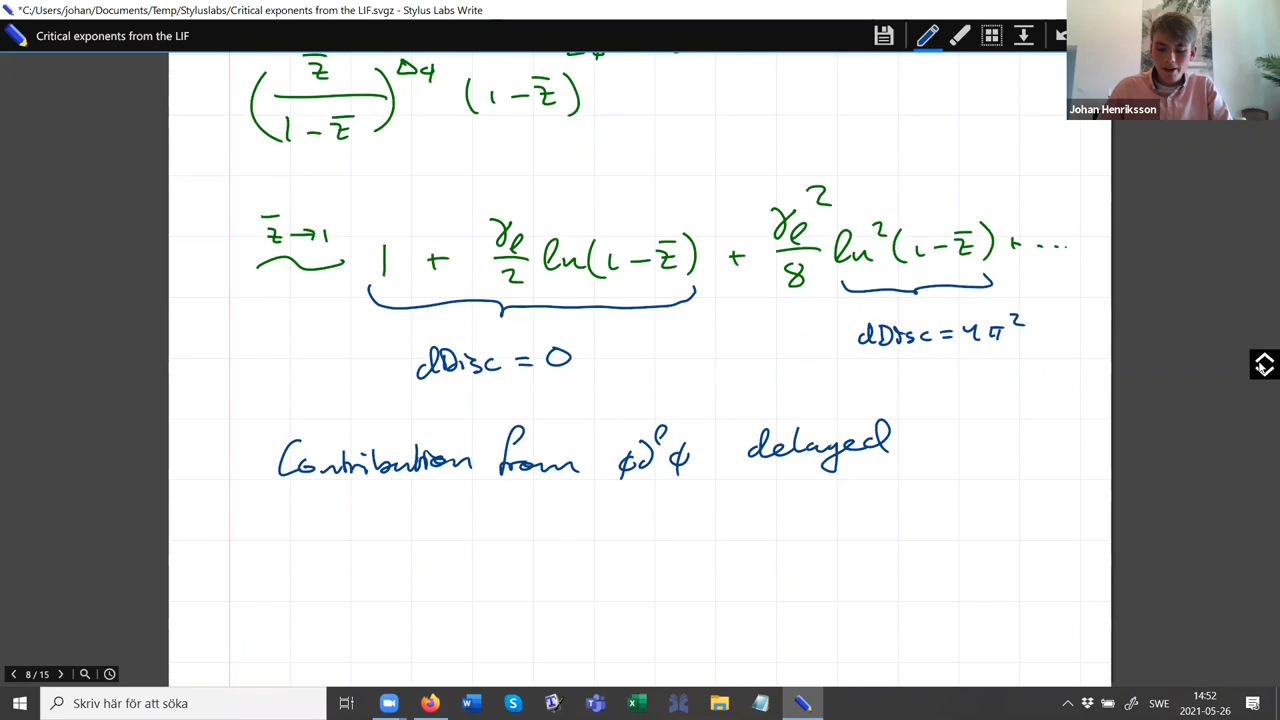 *C:/Users/johan/Documents/Temp/Styluslabs/Critical exponents from the LIF.svgz - Stylus Labs Write
Critical exponents from the LIF
Johan Henriksson
(z̄ / (1 - z̄))^Δφ (1 - z̄)
z̄→1 1 + γℓ/2 ln(1-z̄) + γℓ²/8 ln²(1-z̄) + ...
dDisc = 0
dDisc = 4π²
Contribution from φ∂^ℓφ delayed
8 / 15
Skriv här för att söka
SWE
14:52
2021-05-26